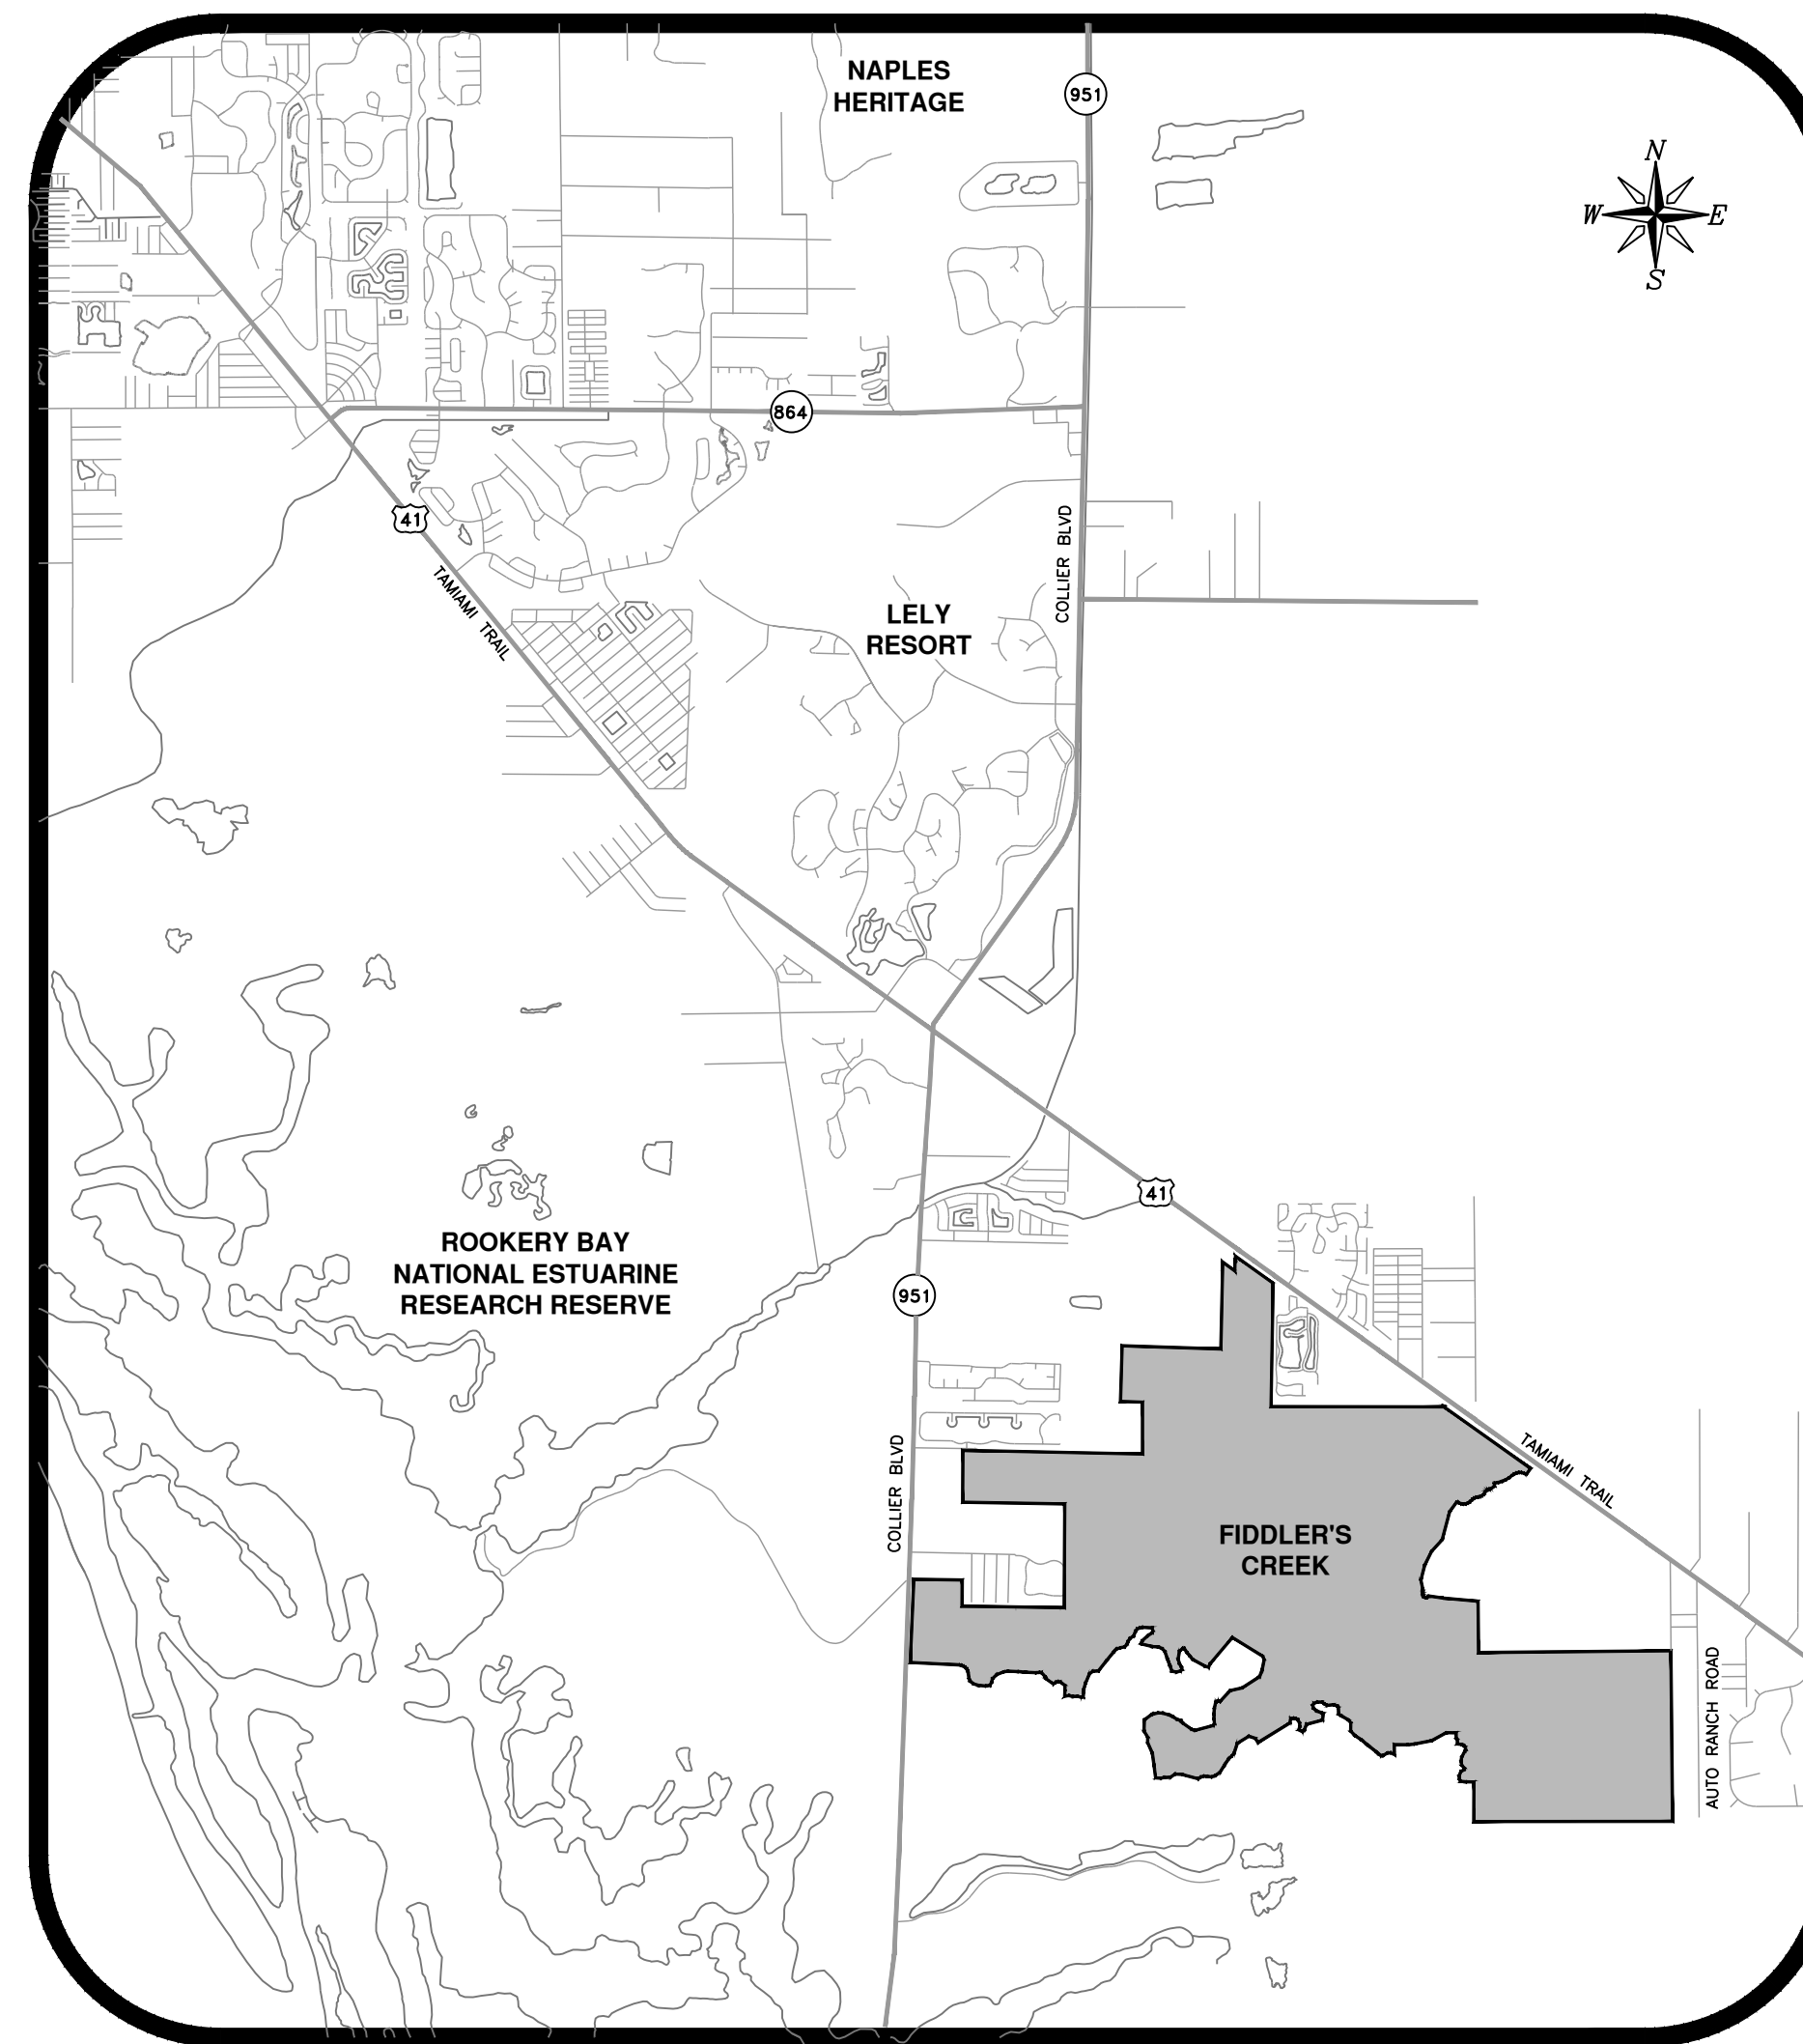 NAPLES
HERITAGE
951
N
W
E
S
864
41
TAMIAMI TRAIL
COLLIER BLVD
LELY
RESORT
41
ROOKERY BAY
NATIONAL ESTUARINE
RESEARCH RESERVE
951
COLLIER BLVD
TAMIAMI TRAIL
FIDDLER'S
CREEK
AUTO RANCH ROAD